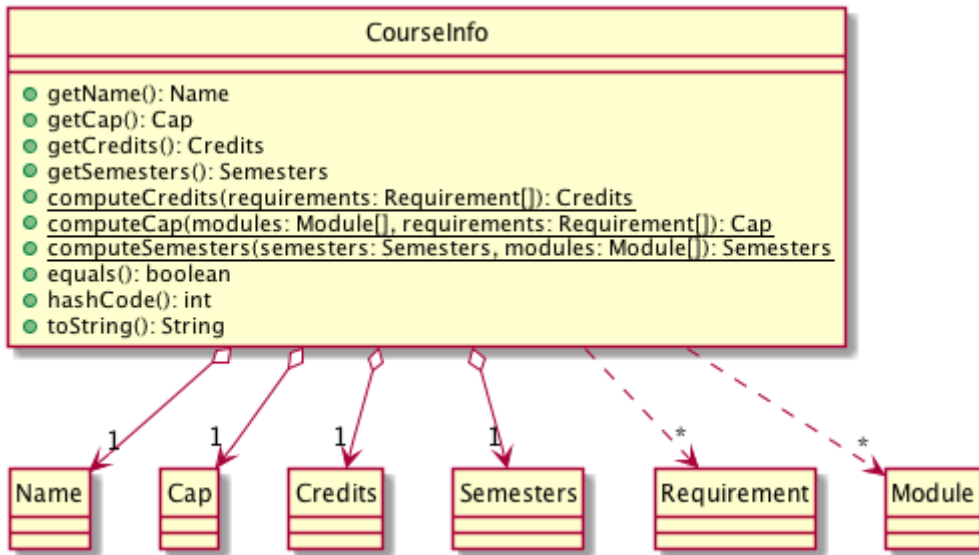 CourseInfo
getName(): Name
getCap(): Cap
getCredits(): Credits
getSemesters(): Semesters
computeCredits(requirements: Requirement[]): Credits
computeCap(modules: Module[], requirements: Requirement[]): Cap
computeSemesters(semesters: Semesters, modules: Module[]): Semesters
equals(): boolean
hashCode(): int
toString(): String
1 1 1 1 * *
Name Cap Credits Semesters Requirement Module